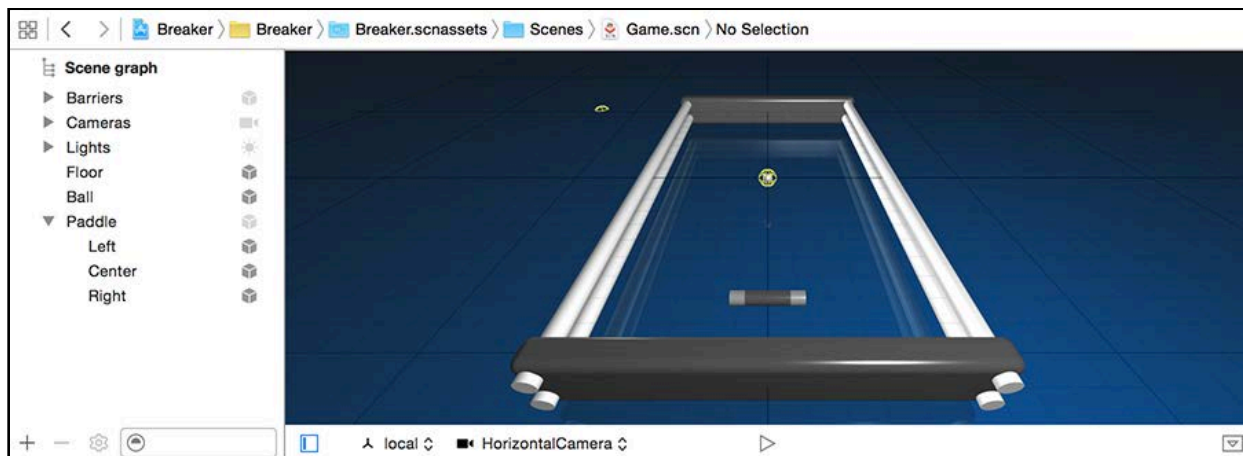 Breaker Breaker Breaker.scnassets Scenes Game.scn No Selection
Scene graph
Barriers
Cameras
Lights
Floor
Ball
Paddle
Left
Center
Right
local HorizontalCamera